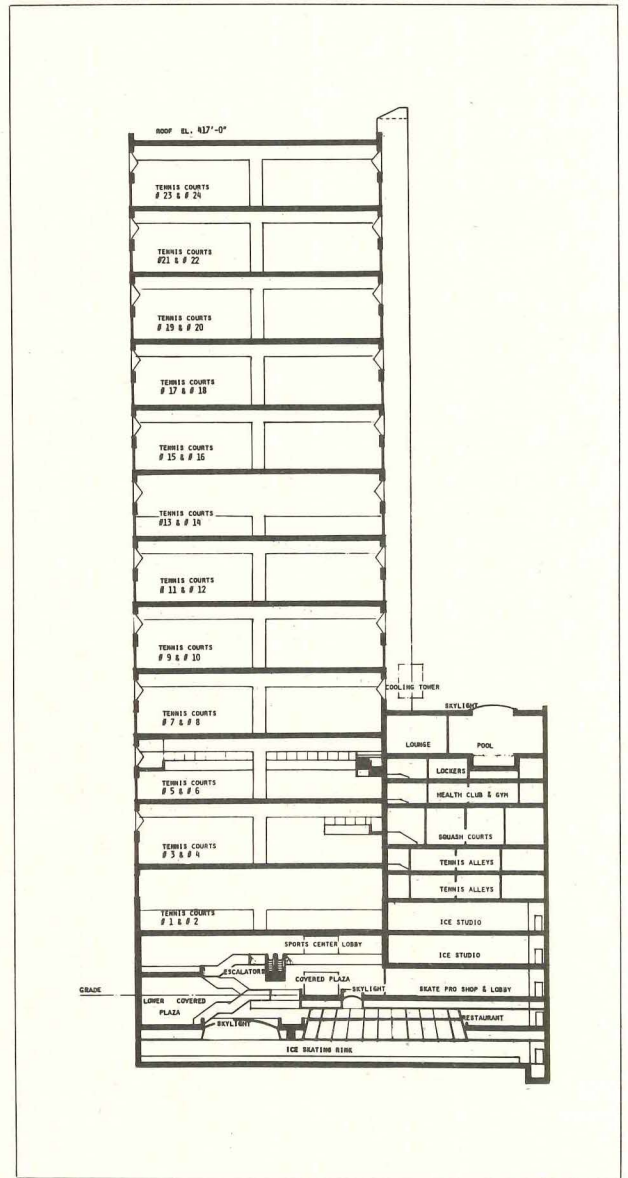 ROOF EL. 417'-0"
TENNIS COURTS
# 23 & # 24
TENNIS COURTS
#21 & # 22
TENNIS COURTS
# 19 & # 20
TENNIS COURTS
# 17 & # 18
TENNIS COURTS
# 15 & # 16
TENNIS COURTS
#13 & # 14
TENNIS COURTS
# 11 & # 12
TENNIS COURTS
# 9 & # 10
TENNIS COURTS
# 7 & # 8
TENNIS COURTS
# 5 & # 6
TENNIS COURTS
# 3 & # 4
TENNIS COURTS
# 1 & # 2
COOLING TOWER
SKYLIGHT
LOUNGE
POOL
LOCKERS
HEALTH CLUB & GYM
SQUASH COURTS
TENNIS ALLEYS
TENNIS ALLEYS
ICE STUDIO
ICE STUDIO
SPORTS CENTER LOBBY
ESCALATORS
COVERED PLAZA
SKYLIGHT
SKATE PRO SHOP & LOBBY
GRADE
LOWER COVERED
PLAZA
SKYLIGHT
RESTAURANT
ICE SKATING RINK